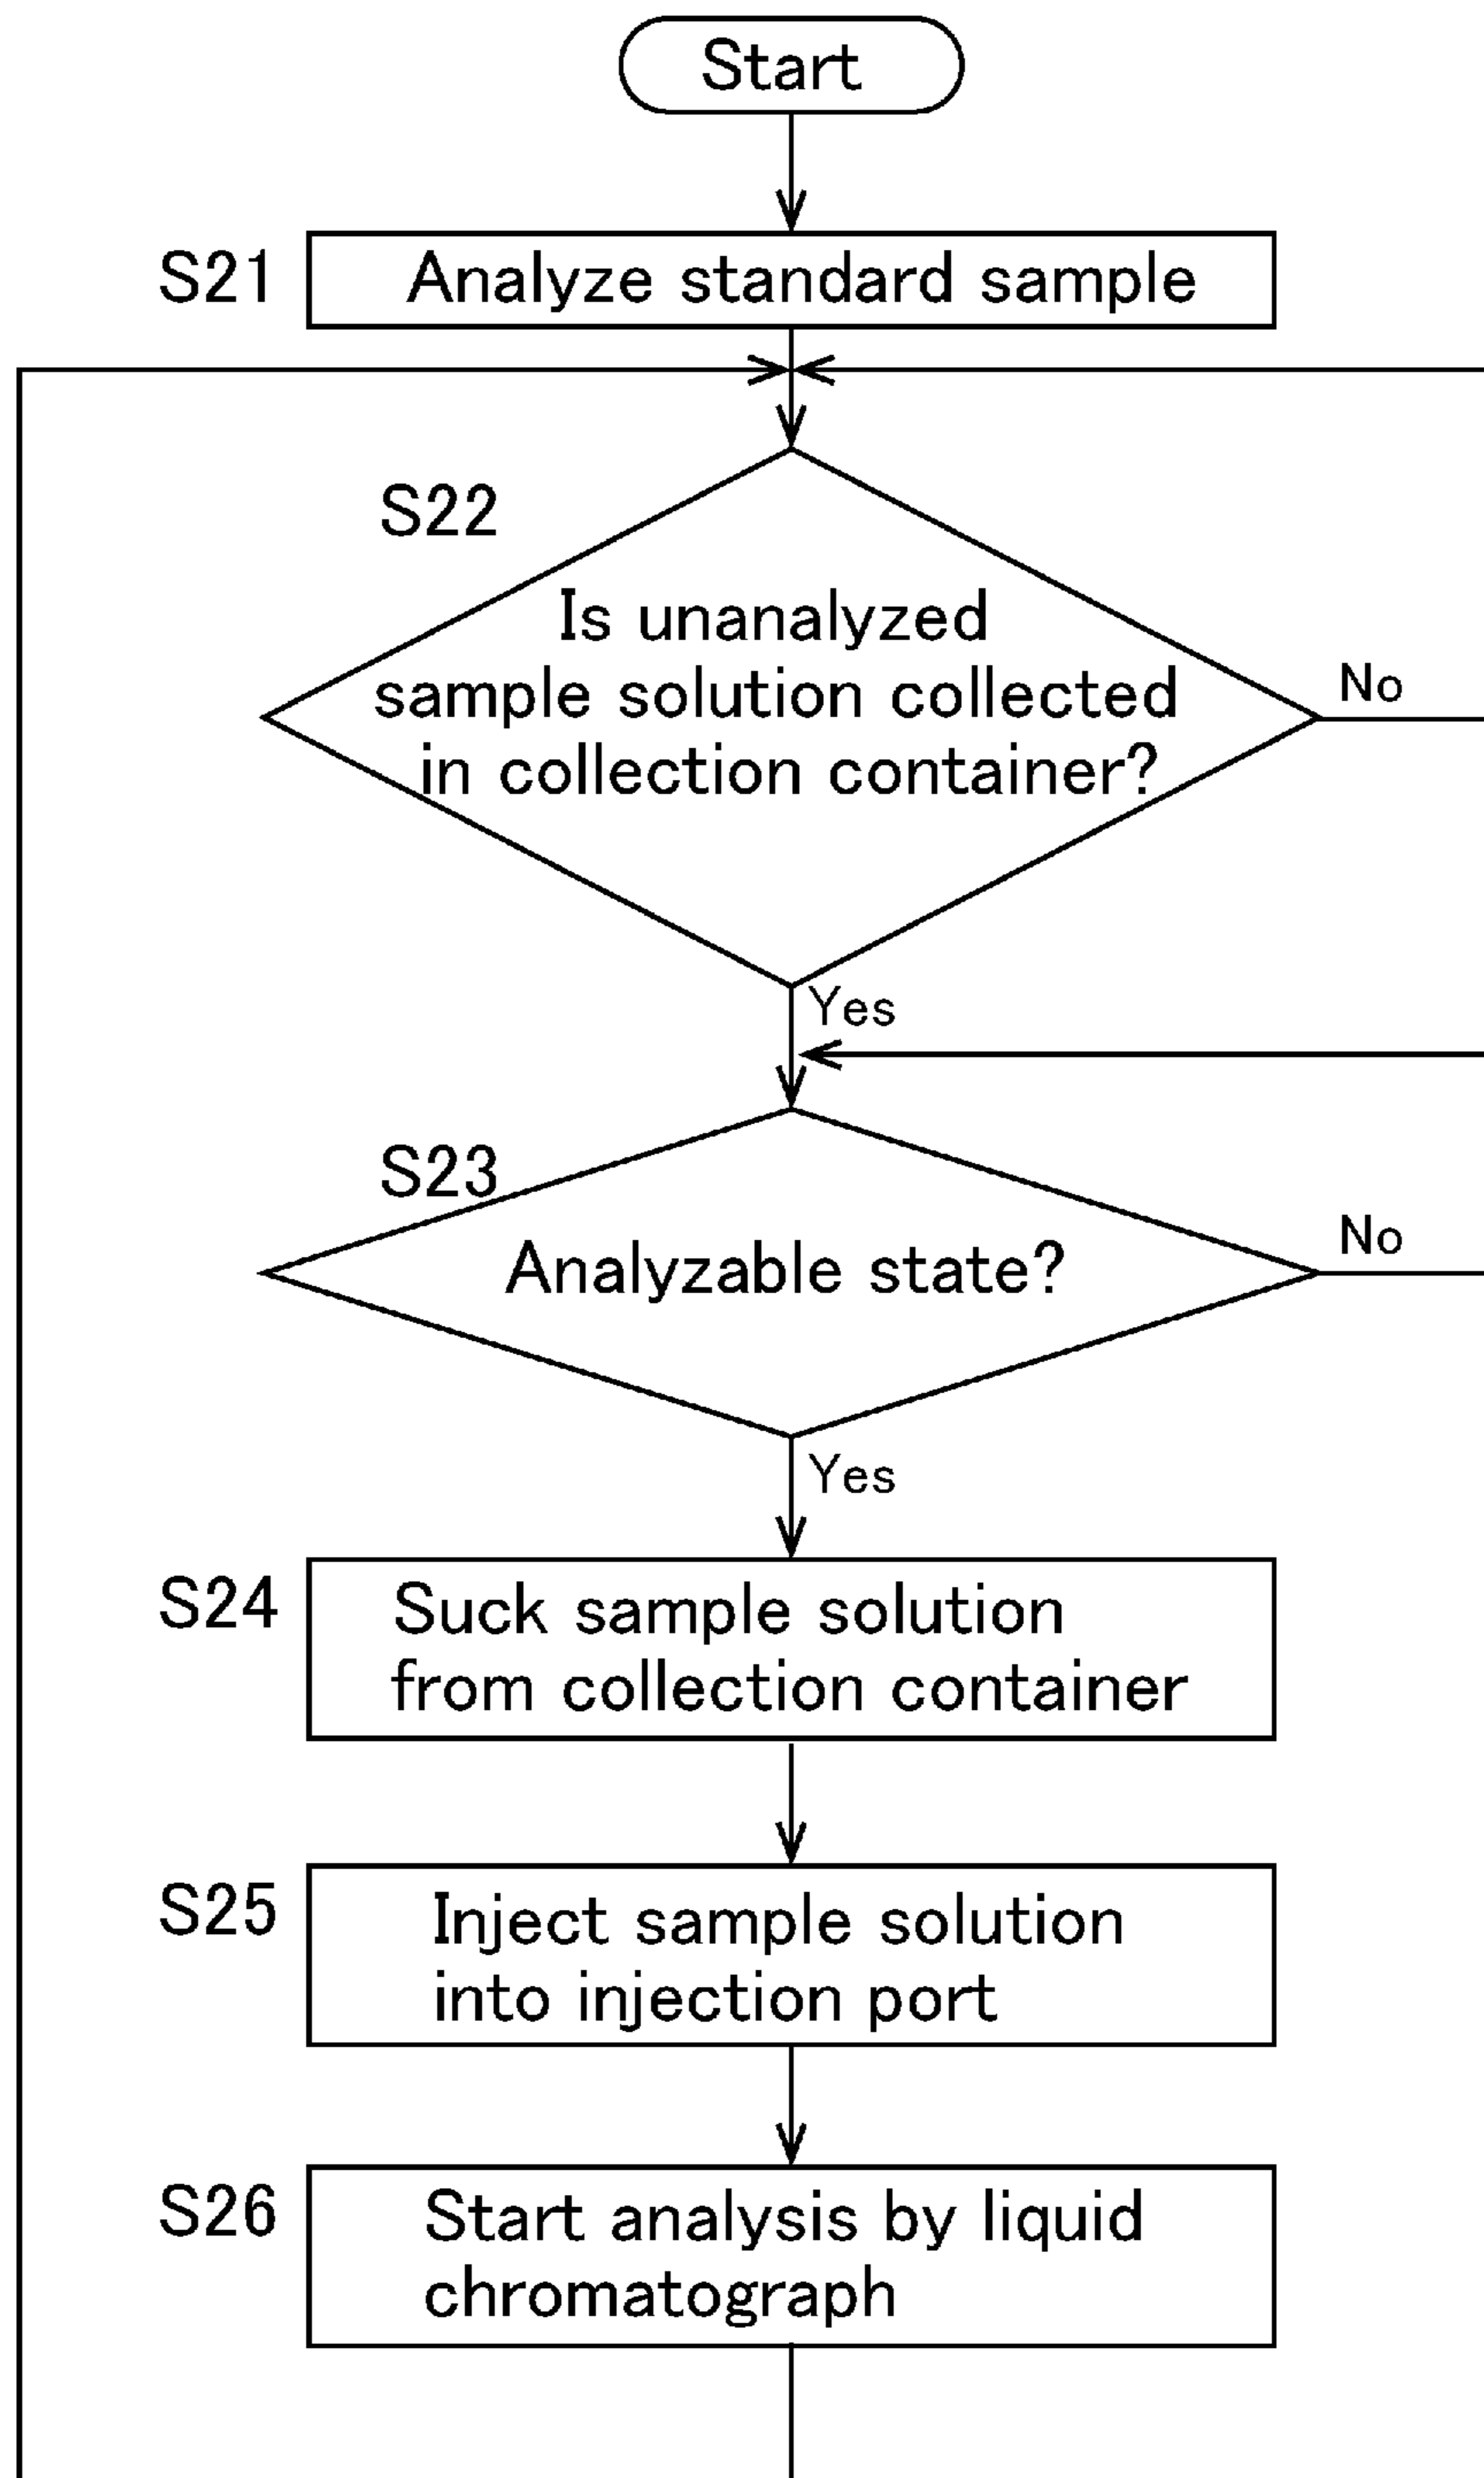 Start
S21
Analyze standard sample
S22
Is unanalyzed
sample solution collected
in collection container?
No
Yes
S23
Analyzable state?
No
Yes
S24
Suck sample solution
from collection container
S25
Inject sample solution
into injection port
S26
Start analysis by liquid
chromatograph